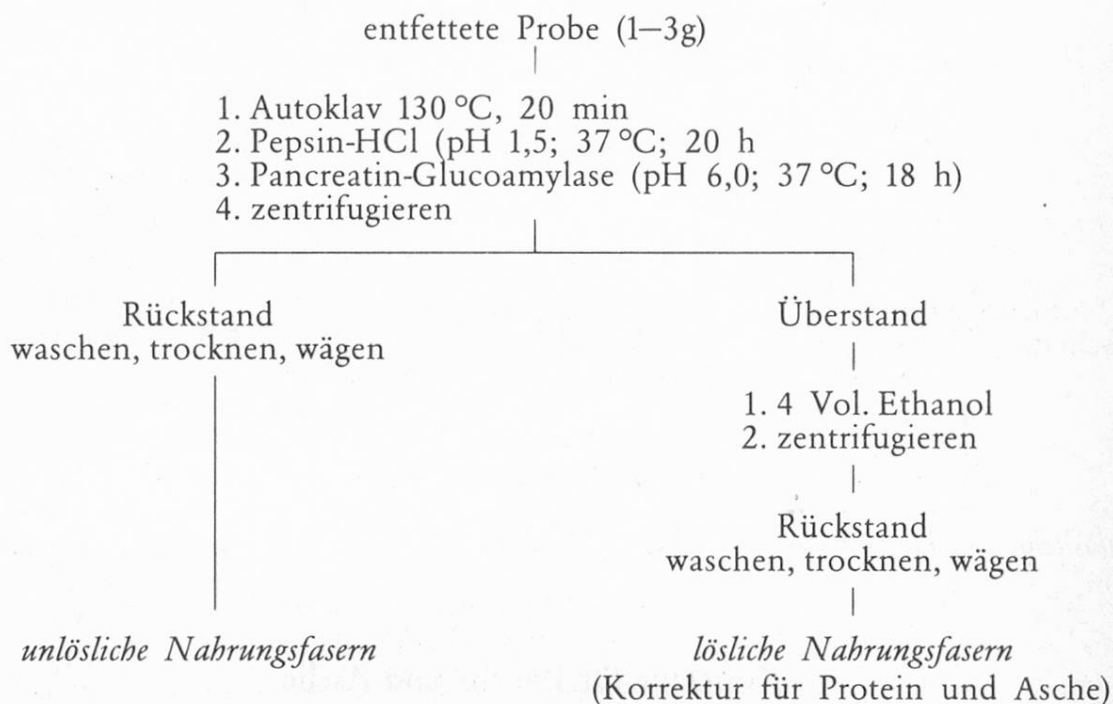 entfettete Probe (1—3g)
1. Autoklav 130 °C, 20 min
2. Pepsin-HCl (pH 1,5; 37 °C; 20 h
3. Pancreatin-Glucoamylase (pH 6,0; 37 °C; 18 h)
4. zentrifugieren
Rückstand
waschen, trocknen, wägen
Überstand
1. 4 Vol. Ethanol
2. zentrifugieren
Rückstand
waschen, trocknen, wägen
unlösliche Nahrungsfasern
lösliche Nahrungsfasern
(Korrektur für Protein und Asche)